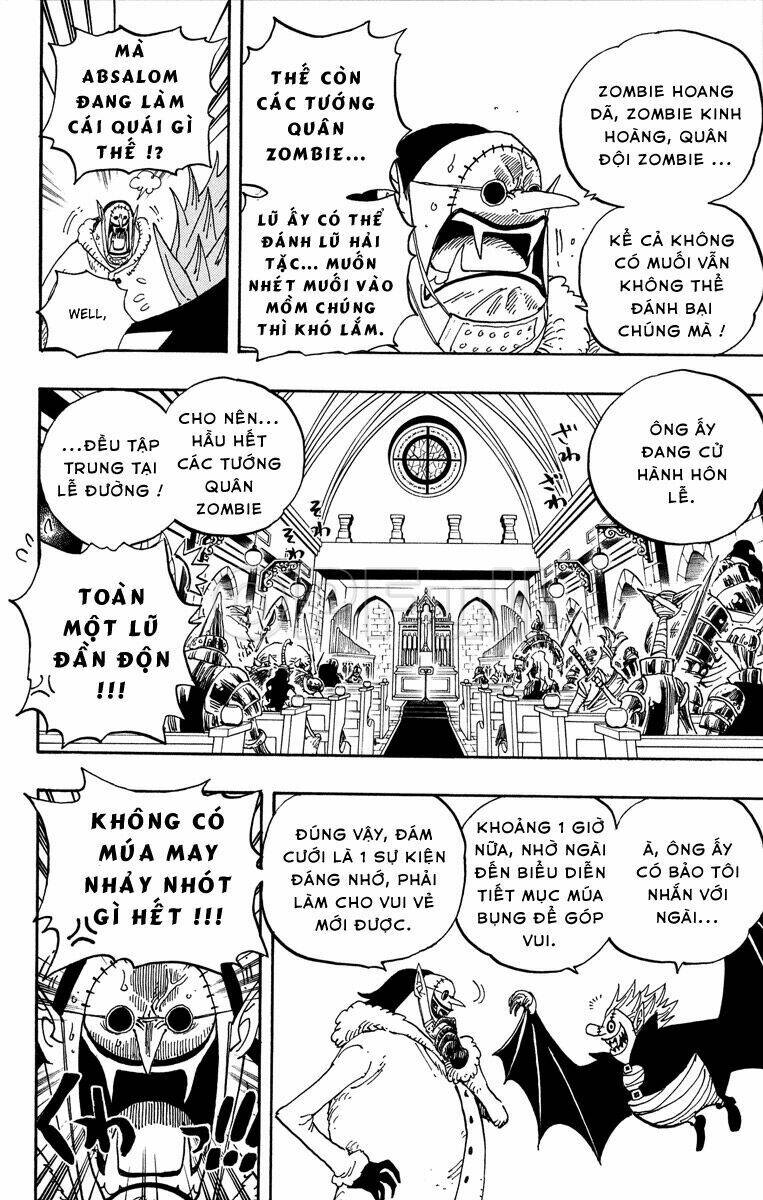 ZOMBIE HOANG
DÃ, ZOMBIE KINH
HOÀNG, QUÂN
ĐỘI ZOMBIE ...
KỂ CẢ KHÔNG
CÓ MUỐI VẪN
KHÔNG THỂ
ĐÁNH BẠI
CHÚNG MÀ !
THẾ CÒN
CÁC TƯỚNG
QUÂN
ZOMBIE...
LŨ ẤY CÓ THỂ
ĐÁNH LŨ HẢI
TẶC... MUỐN
NHÉT MUỐI VÀO
MỒM CHÚNG
THÌ KHÓ LẮM.
MÀ
ABSALOM
ĐANG LÀM
CÁI QUÁI GÌ
THẾ !?
WELL,
ÔNG ẤY
ĐANG CỬ
HÀNH HÔN
LỄ.
CHO NÊN...
HẦU HẾT
CÁC TƯỚNG
QUÂN
ZOMBIE
...ĐỀU TẬP
TRUNG TẠI
LỄ ĐƯỜNG !
TOÀN
MỘT LŨ
ĐẦN ĐỘN
!!!
ざわ
ざわ
À, ÔNG ẤY
CÓ BẢO TÔI
NHẮN VỚI
NGÀI...
KHOẢNG 1 GIỜ
NỮA, NHỜ NGÀI
ĐẾN BIỂU DIỄN
TIẾT MỤC MÚA
BỤNG ĐỂ GÓP
VUI.
ĐÚNG VẬY, ĐÁM
CƯỚI LÀ 1 SỰ KIỆN
ĐÁNG NHỚ, PHẢI
LÀM CHO VUI VẺ
MỚI ĐƯỢC.
KHÔNG CÓ
MÚA MAY
NHẢY NHÓT
GÌ HẾT !!!